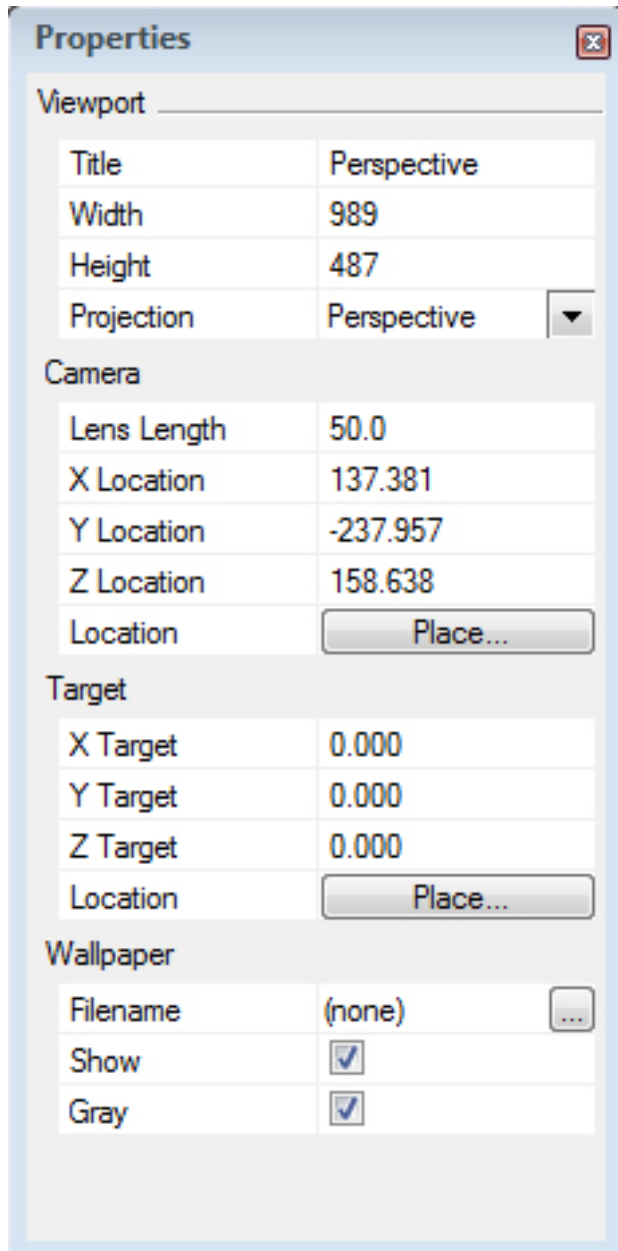 Properties
Viewport
Title Perspective
Width 989
Height 487
Projection Perspective
Camera
Lens Length 50.0
X Location 137.381
Y Location -237.957
Z Location 158.638
Location Place...
Target
X Target 0.000
Y Target 0.000
Z Target 0.000
Location Place...
Wallpaper
Filename (none) ...
Show
Gray